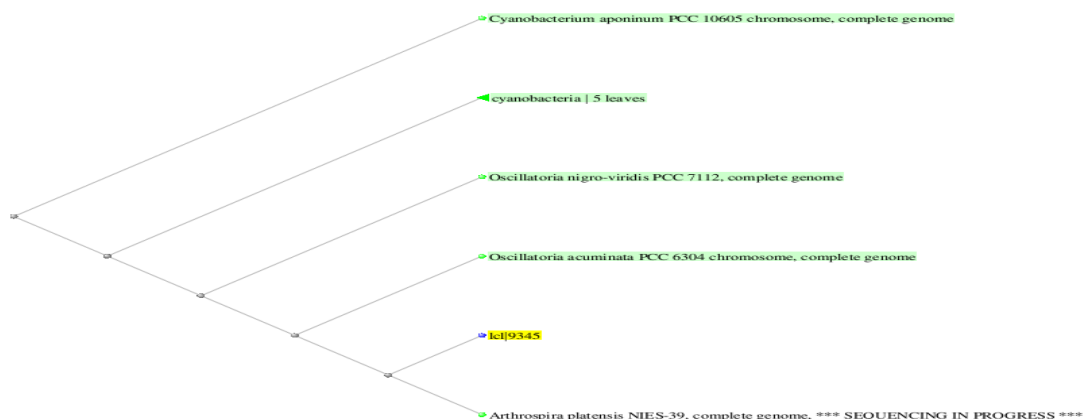 Cyanobacterium aponinum PCC 10605 chromosome, complete genome
cyanobacteria | 5 leaves
Oscillatoria nigro-viridis PCC 7112, complete genome
Oscillatoria acuminata PCC 6304 chromosome, complete genome
lcl|9345
Arthrospira platensis NIES-39, complete genome, *** SEQUENCING IN PROGRESS ***